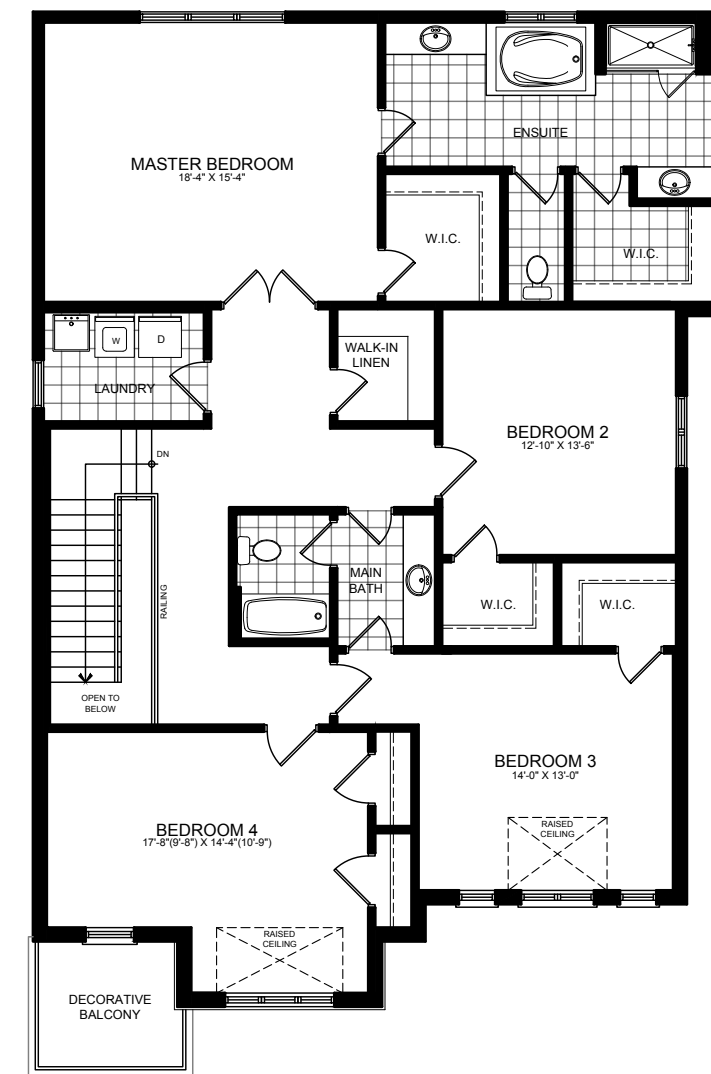 ENSUITE
MASTER BEDROOM
18'-4" X 15'-4"
W.I.C.
W.I.C.
W
D
LAUNDRY
WALK-IN
LINEN
BEDROOM 2
12'-10" X 13'-6"
DN
MAIN
BATH
RAILING
W.I.C.
W.I.C.
OPEN TO
BELOW
BEDROOM 3
14'-0" X 13'-0"
RAISED
CEILING
BEDROOM 4
17'-8"(9'-8") X 14'-4"(10'-9")
RAISED
CEILING
DECORATIVE
BALCONY